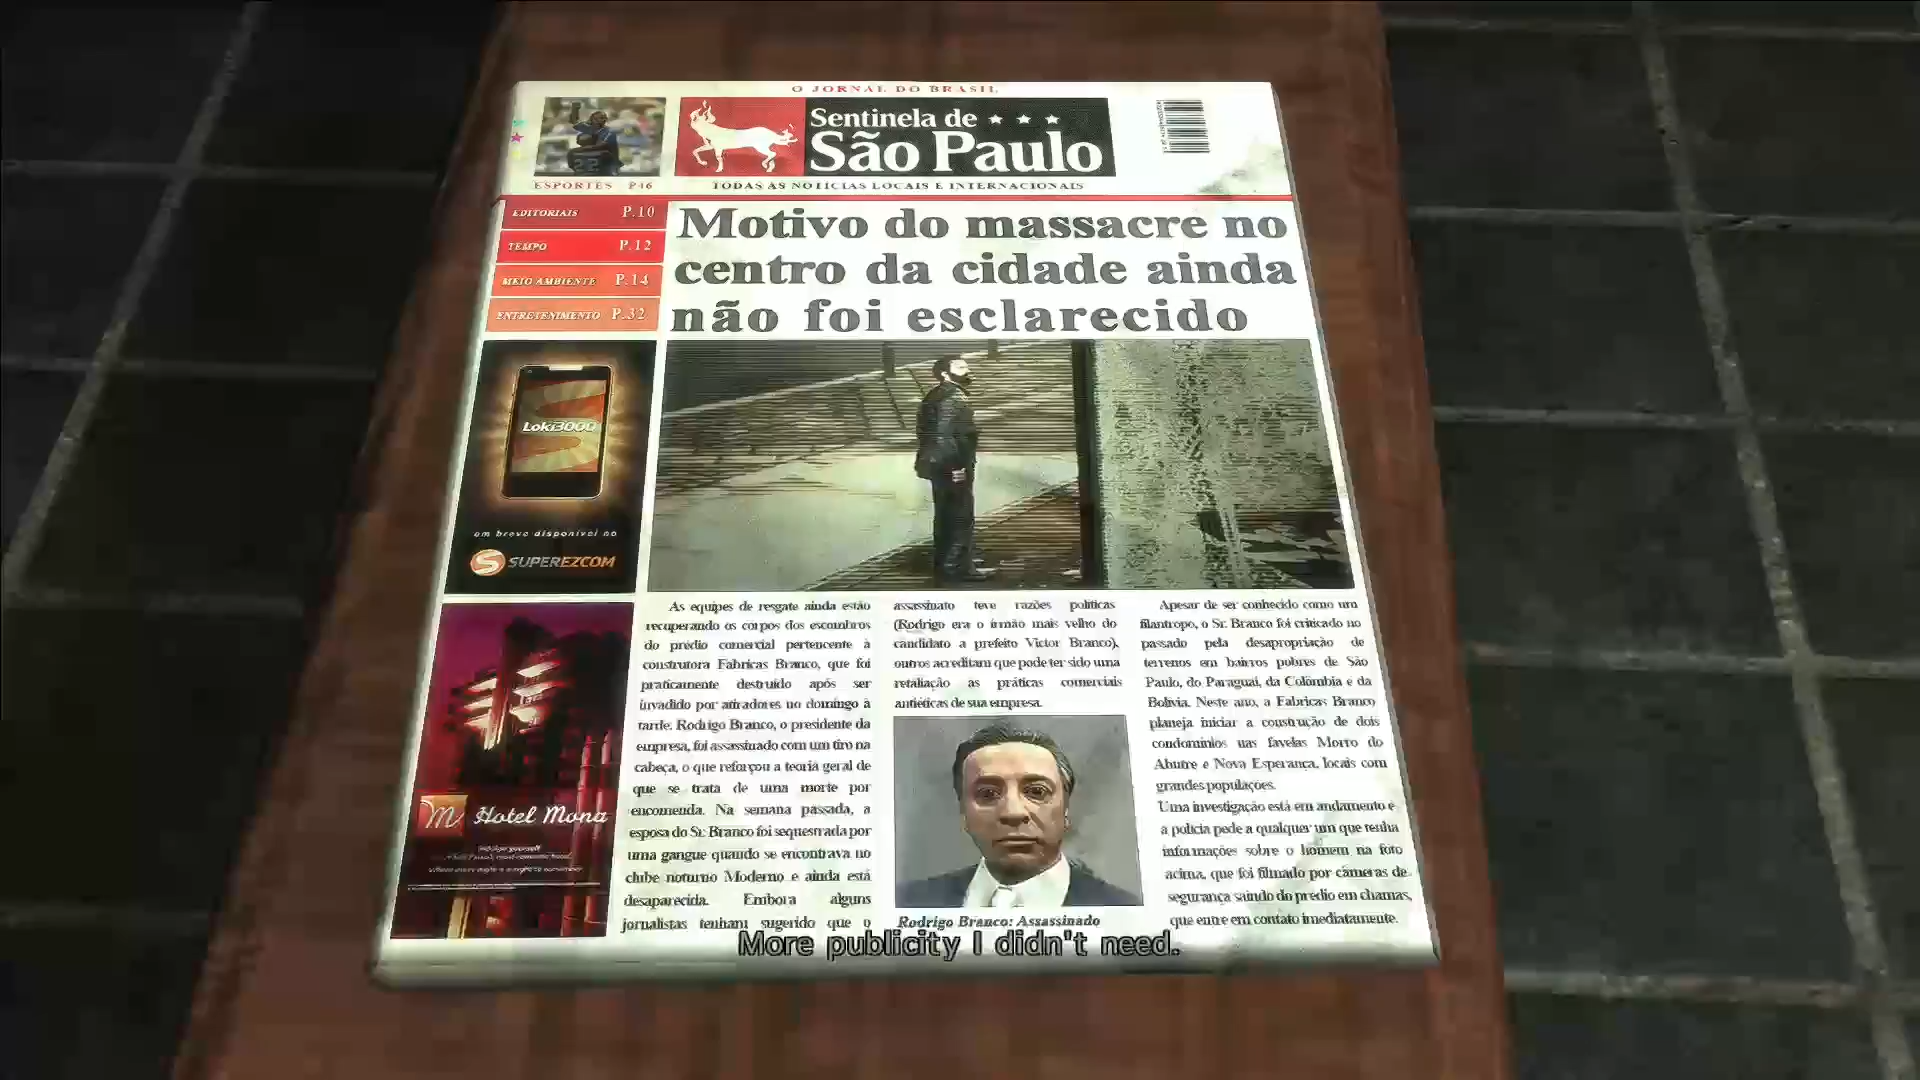 O JORNAL DO BRASIL
Sentinela de
São Paulo
ESPORTES P46
TODAS AS NOTÍCIAS LOCAIS E INTERNACIONAIS
EDITORIAIS P.10
TEMPO P.12
MEIO AMBIENTE P.14
ENTRETENIMENTO P.32
Motivo do massacre no
centro da cidade ainda
não foi esclarecido
Loki3000
em breve disponível na
SUPEREZCOM
M Hotel Mona
As equipes de resgate ainda estão
recuperando os corpos dos escombros
do prédio comercial pertencente à
construtora Fabricas Branco, que foi
praticamente destruído após ser
invadido por atiradores no domingo à
tarde. Rodrigo Branco, o presidente da
empresa, foi assassinado com um tiro na
cabeça, o que reforçou a teoria geral de
que se trata de uma morte por
encomenda. Na semana passada, a
esposa do Sr. Branco foi sequestrada por
uma gangue quando se encontrava no
clube noturno Moderno e ainda está
desaparecida. Embora alguns
jornalistas tenham sugerido que o
assassinato teve razões políticas
(Rodrigo era o irmão mais velho do
candidato a prefeito Victor Branco),
outros acreditam que pode ter sido uma
retaliação as práticas comerciais
antiéticas de sua empresa.
Rodrigo Branco: Assassinado
Apesar de ser conhecido como um
filantropo, o Sr. Branco foi criticado no
passado pela desapropriação de
terrenos em bairros pobres de São
Paulo, do Paraguai, da Colômbia e da
Bolívia. Neste ano, a Fabricas Branco
planeja iniciar a construção de dois
condomínios nas favelas Morro do
Abutre e Nova Esperança, locais com
grandes populações.
Uma investigação está em andamento e
a polícia pede a qualquer um que tenha
informações sobre o homem na foto
acima, que foi filmado por câmeras de
segurança saindo do prédio em chamas,
que entre em contato imediatamente.
More publicity I didn't need.